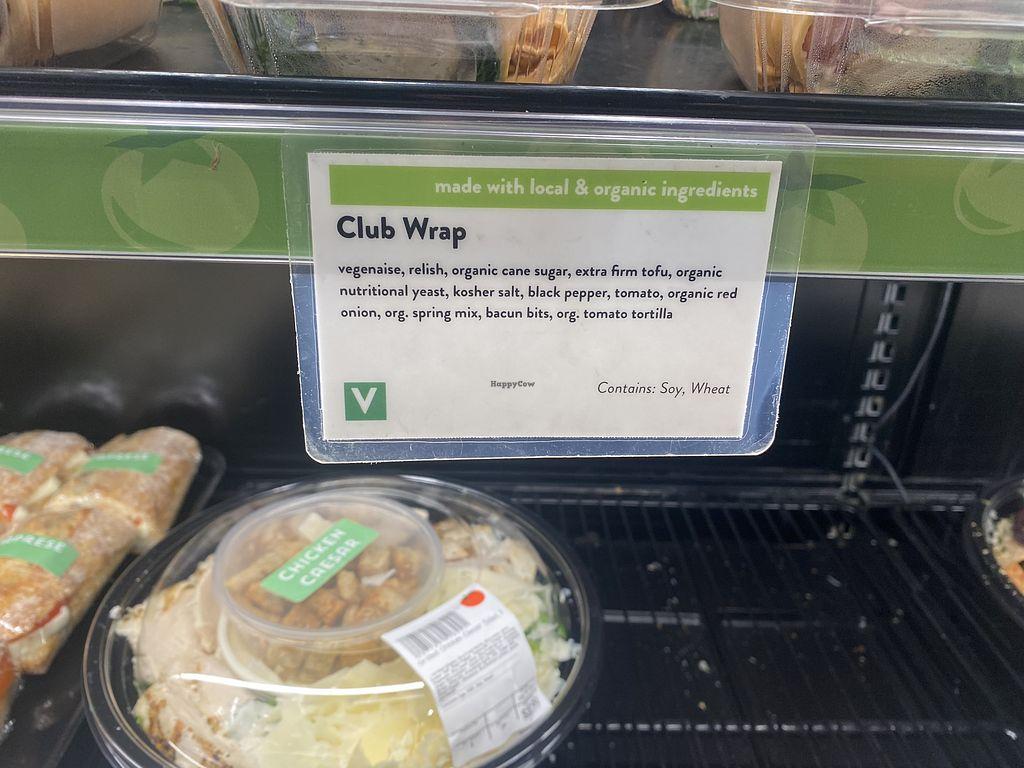 made with local & organic ingredients
Club Wrap
vegenaise, relish, organic cane sugar, extra firm tofu, organic
nutritional yeast, kosher salt, black pepper, tomato, organic red
onion, org. spring mix, bacun bits, org. tomato tortilla
V
HappyCow
Contains: Soy, Wheat
CHICKEN
CAESAR